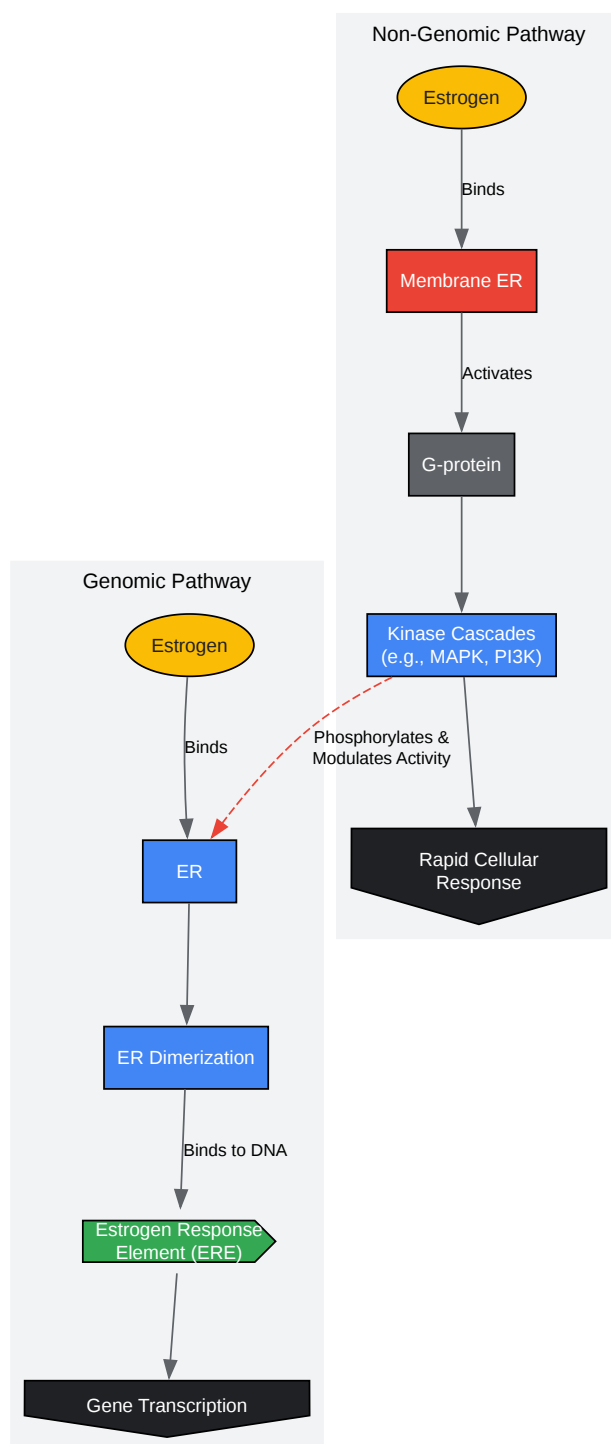 Non-Genomic Pathway
Estrogen
Binds
Membrane ER
Activates
G-protein
Kinase Cascades
(e.g., MAPK, PI3K)
Phosphorylates &
Modulates Activity
Rapid Cellular
Response
Genomic Pathway
Estrogen
Binds
ER
ER Dimerization
Binds to DNA
Estrogen Response
Element (ERE)
Gene Transcription